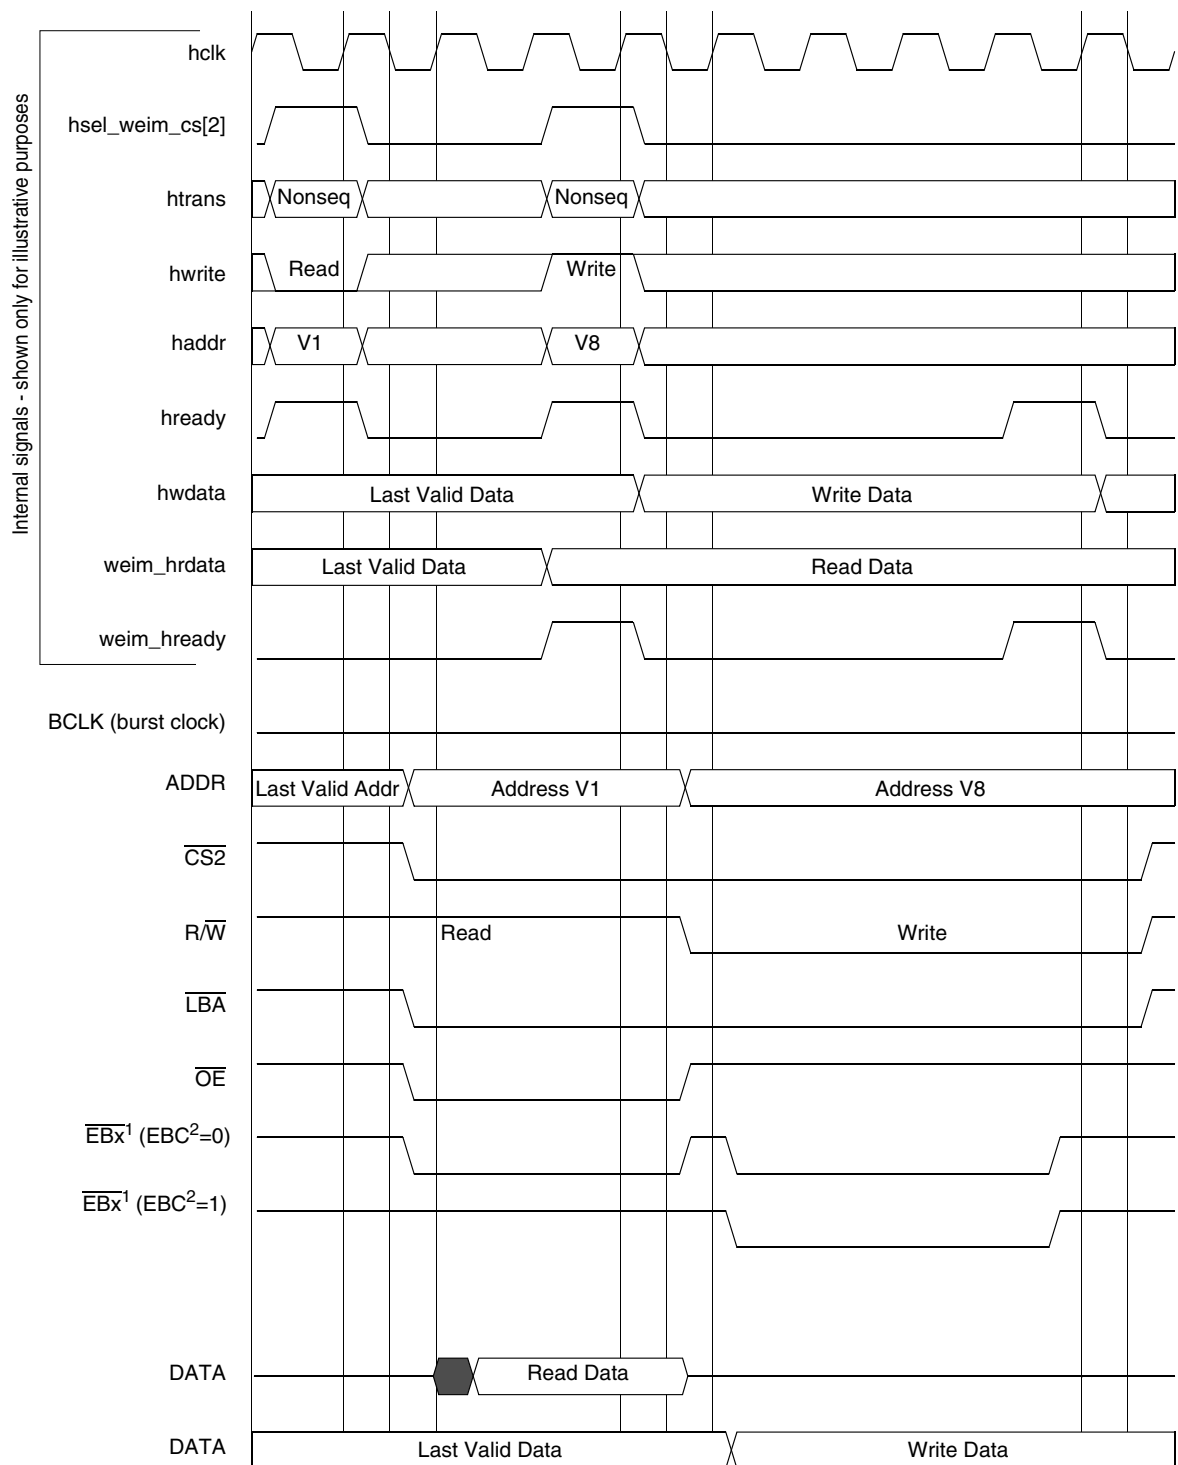 Internal signals - shown only for illustrative purposes
hclk
hsel_weim_cs[2]
htrans Nonseq Nonseq
hwrite Read Write
haddr V1 V8
hready
hwdata Last Valid Data Write Data
weim_hrdata Last Valid Data Read Data
weim_hready
BCLK (burst clock)
ADDR Last Valid Addr Address V1 Address V8
CS2
R/W Read Write
LBA
OE
EBx¹ (EBC²=0)
EBx¹ (EBC²=1)
DATA Read Data
DATA Last Valid Data Write Data